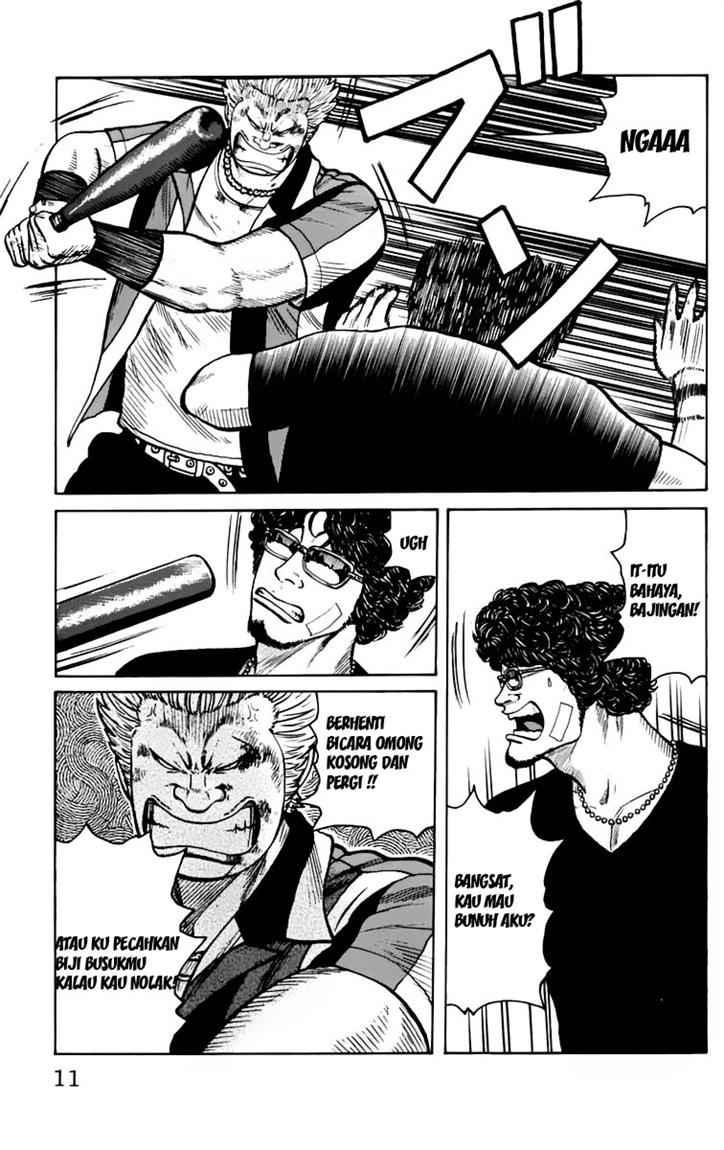 ブン
NGAAA
IT-ITU
BAHAYA,
BAJINGAN!
BANGSAT,
KAU MAU
BUNUH AKU?
UGH
BERHENTI
BICARA OMONG
KOSONG DAN
PERGI !!
ATAU KU PECAHKAN
BIJI BUSUKMU
KALAU KAU NOLAK!
11